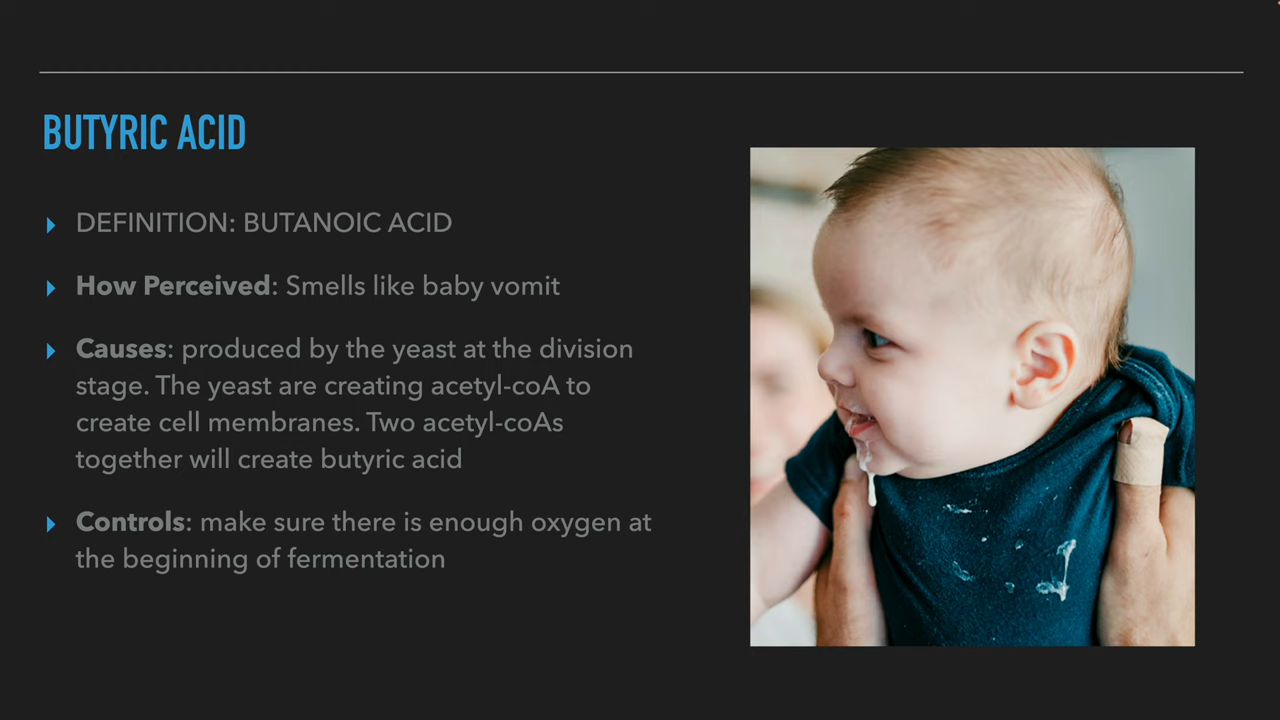 BUTYRIC ACID
DEFINITION: BUTANOIC ACID
How Perceived: Smells like baby vomit
Causes: produced by the yeast at the division
stage. The yeast are creating acetyl-coA to
create cell membranes. Two acetyl-coAs
together will create butyric acid
Controls: make sure there is enough oxygen at
the beginning of fermentation